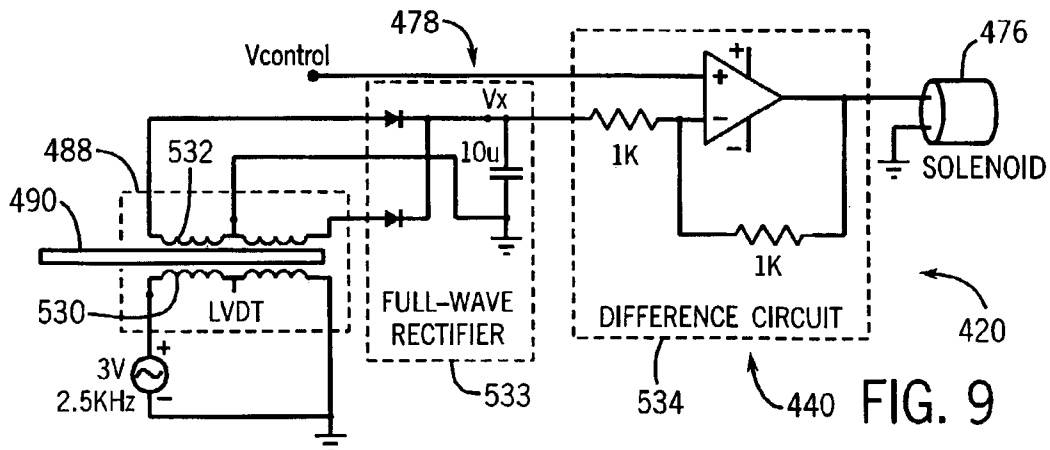 478
476
Vcontrol
Vx
+
+
−
−
488
532
10u
1K
SOLENOID
490
1K
530
LVDT
FULL–WAVE
RECTIFIER
DIFFERENCE CIRCUIT
420
+
3V
2.5KHz
−
533
534
440
FIG. 9